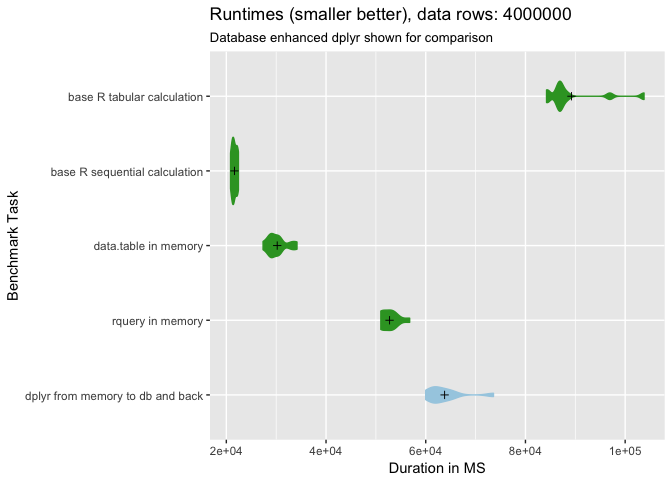 Runtimes (smaller better), data rows: 4000000
Database enhanced dplyr shown for comparison
Benchmark Task
base R tabular calculation
base R sequential calculation
data.table in memory
rquery in memory
dplyr from memory to db and back
2e+04 4e+04 6e+04 8e+04 1e+05
Duration in MS